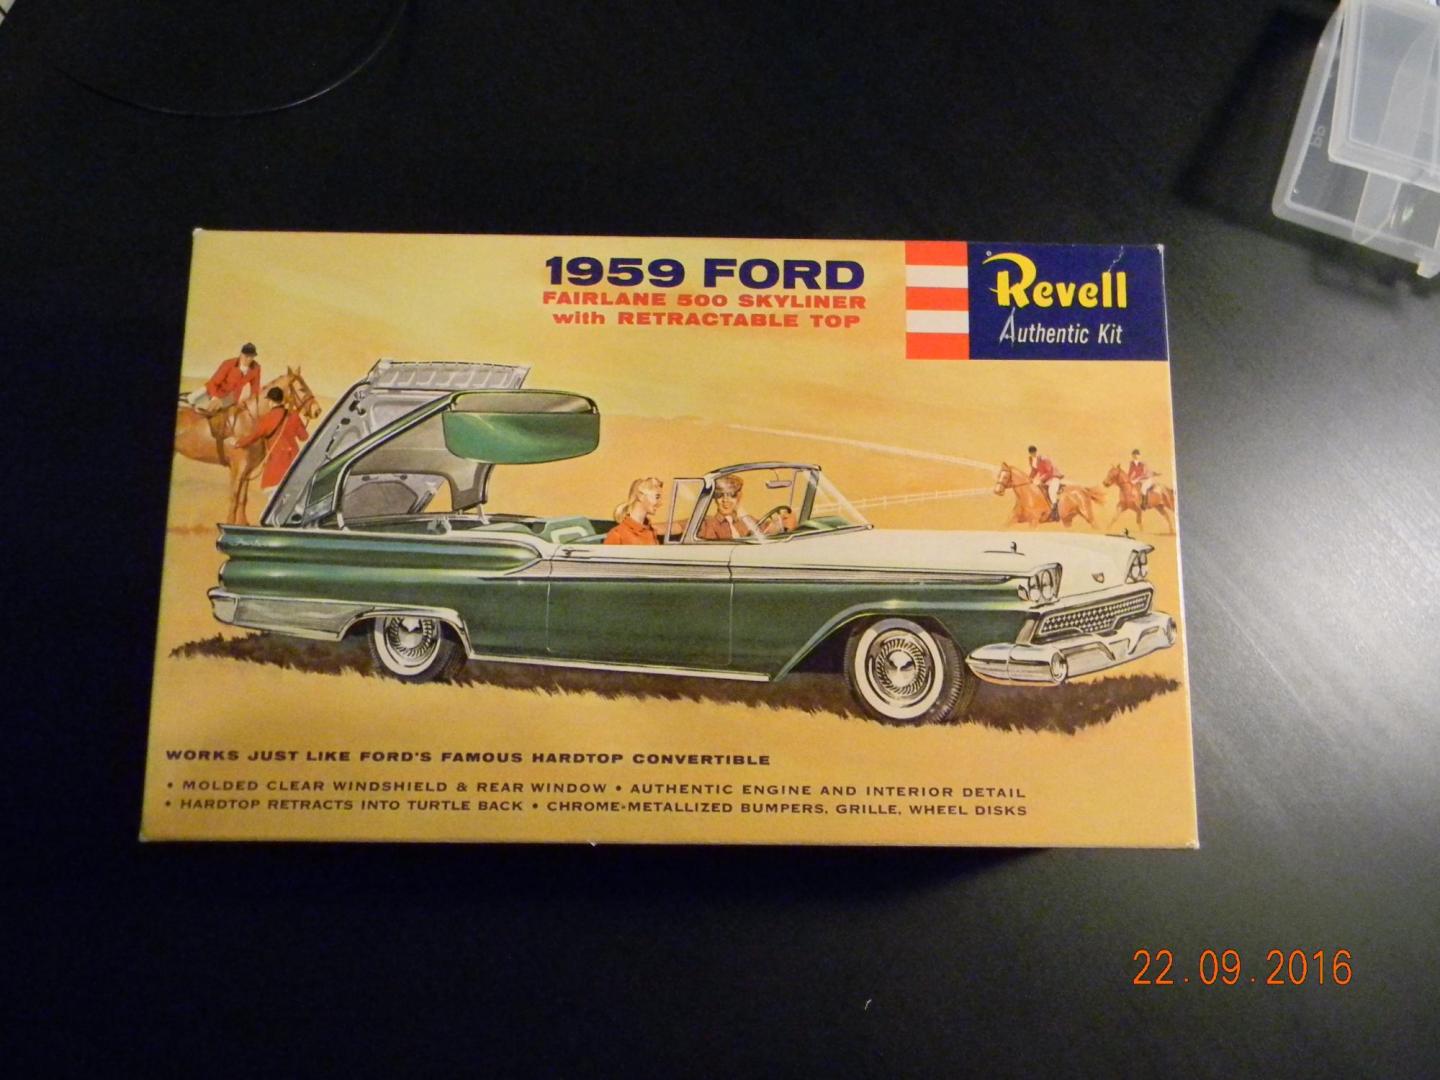 1959 FORD
FAIRLANE 500 SKYLINER
with RETRACTABLE TOP
Revell
Authentic Kit
WORKS JUST LIKE FORD'S FAMOUS HARDTOP CONVERTIBLE
• MOLDED CLEAR WINDSHIELD & REAR WINDOW • AUTHENTIC ENGINE AND INTERIOR DETAIL
• HARDTOP RETRACTS INTO TURTLE BACK • CHROME-METALLIZED BUMPERS, GRILLE, WHEEL DISKS
22.09.2016